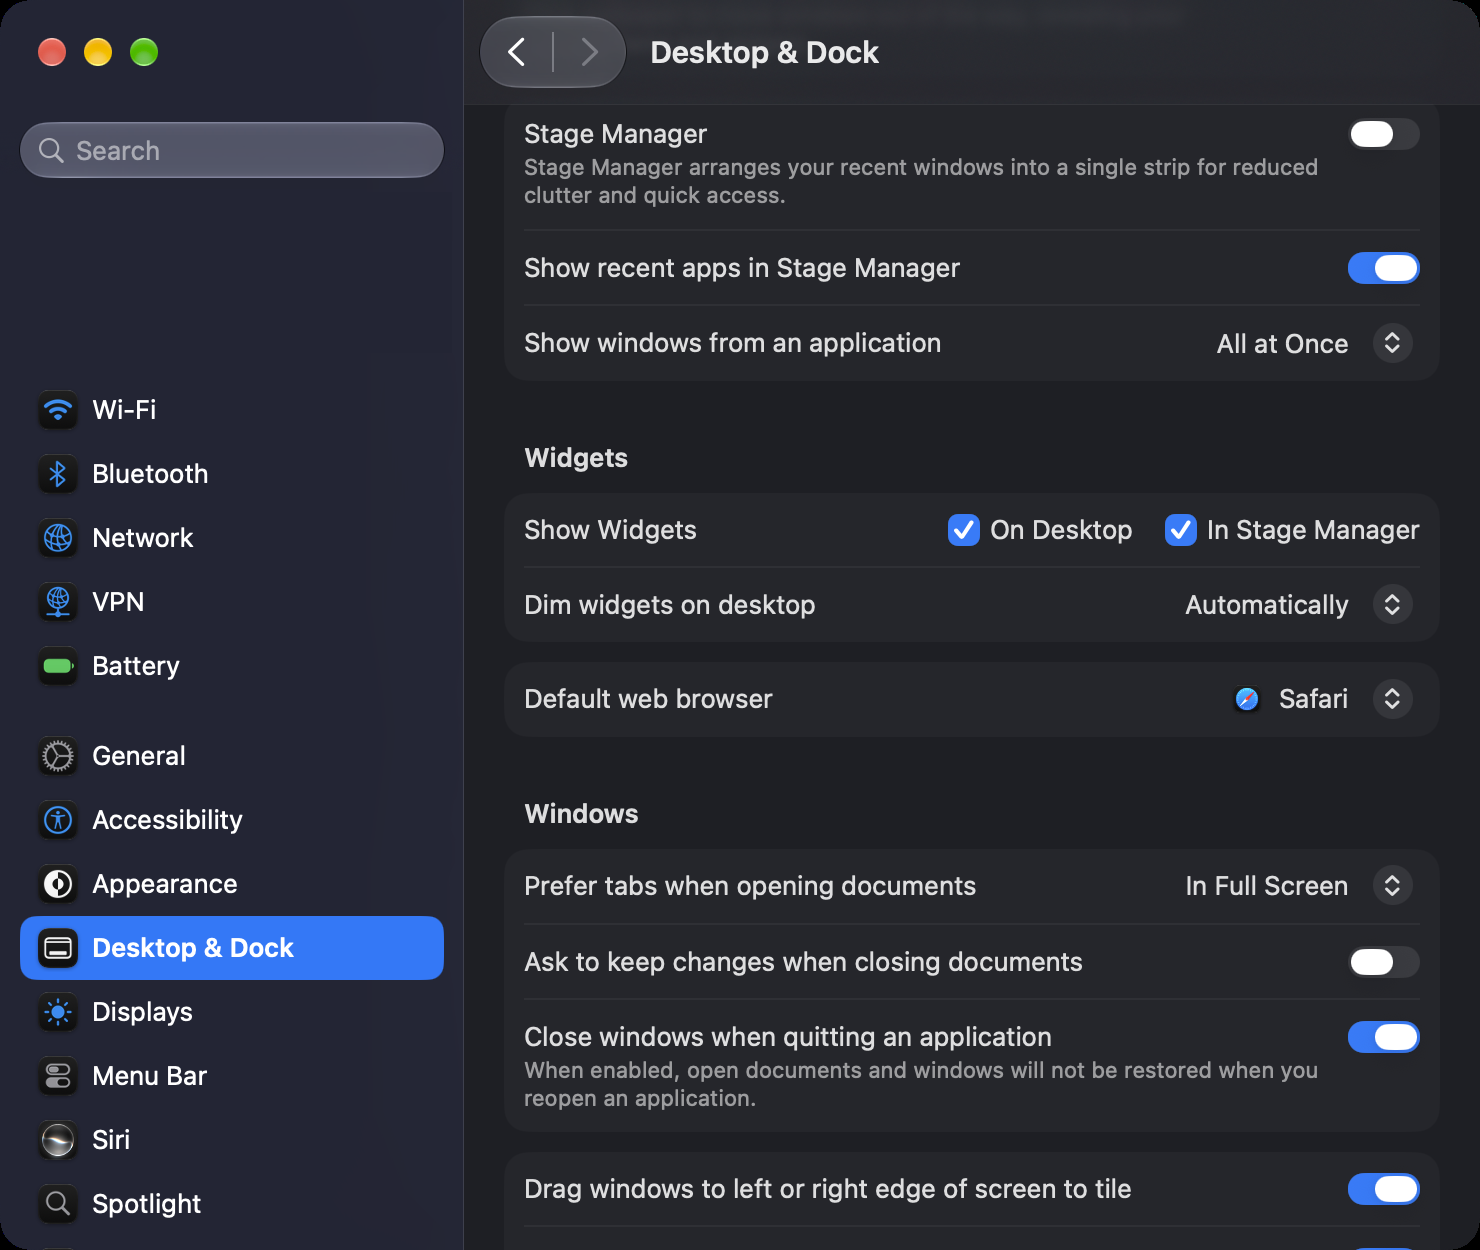 Desktop & Dock
Search
Wi-Fi
Bluetooth
Network
VPN
Battery
General
Accessibility
Appearance
Desktop & Dock
Displays
Menu Bar
Siri
Spotlight
Stage Manager
Stage Manager arranges your recent windows into a single strip for reduced
clutter and quick access.
Show recent apps in Stage Manager
Show windows from an application All at Once
Widgets
Show Widgets On Desktop In Stage Manager
Dim widgets on desktop Automatically
Default web browser Safari
Windows
Prefer tabs when opening documents In Full Screen
Ask to keep changes when closing documents
Close windows when quitting an application
When enabled, open documents and windows will not be restored when you
reopen an application.
Drag windows to left or right edge of screen to tile